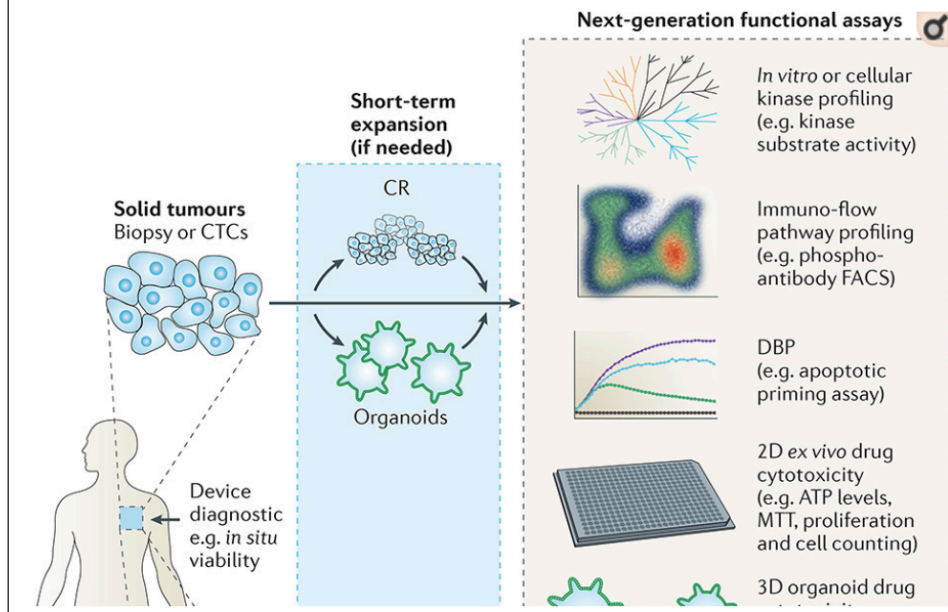 Next-generation functional assays
Short-term
expansion
(if needed)
CR
Organoids
Solid tumours
Biopsy or CTCs
Device
diagnostic
e.g. in situ
viability
In vitro or cellular
kinase profiling
(e.g. kinase
substrate activity)
Immuno-flow
pathway profiling
(e.g. phospho-
antibody FACS)
DBP
(e.g. apoptotic
priming assay)
2D ex vivo drug
cytotoxicity
(e.g. ATP levels,
MTT, proliferation
and cell counting)
3D organoid drug